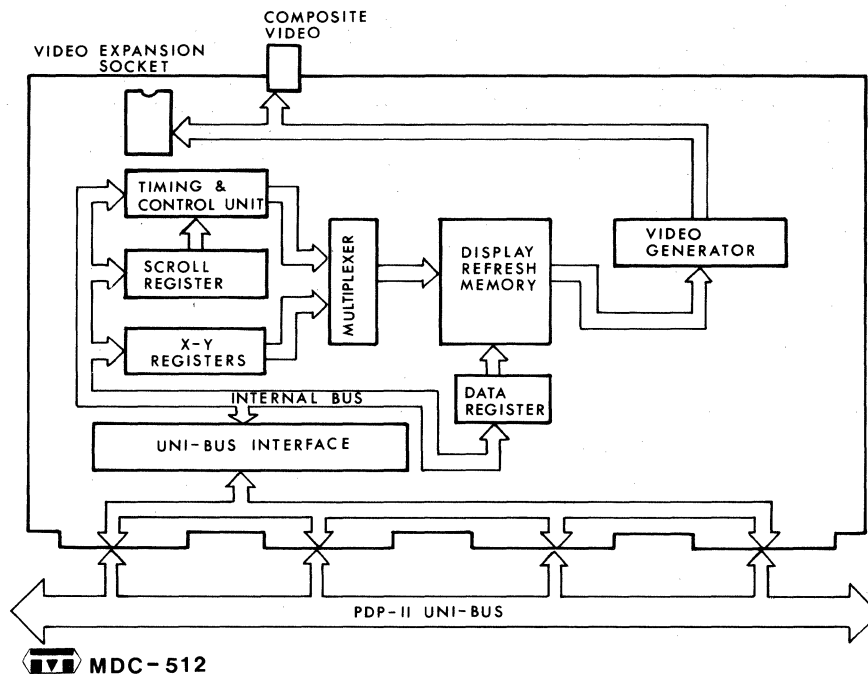 COMPOSITE
VIDEO
VIDEO EXPANSION
SOCKET
TIMING &
CONTROL UNIT
SCROLL
REGISTER
X-Y
REGISTERS
MULTIPLEXER
DISPLAY
REFRESH
MEMORY
VIDEO
GENERATOR
DATA
REGISTER
INTERNAL BUS
UNI-BUS INTERFACE
PDP-11 UNI-BUS
MDC-512